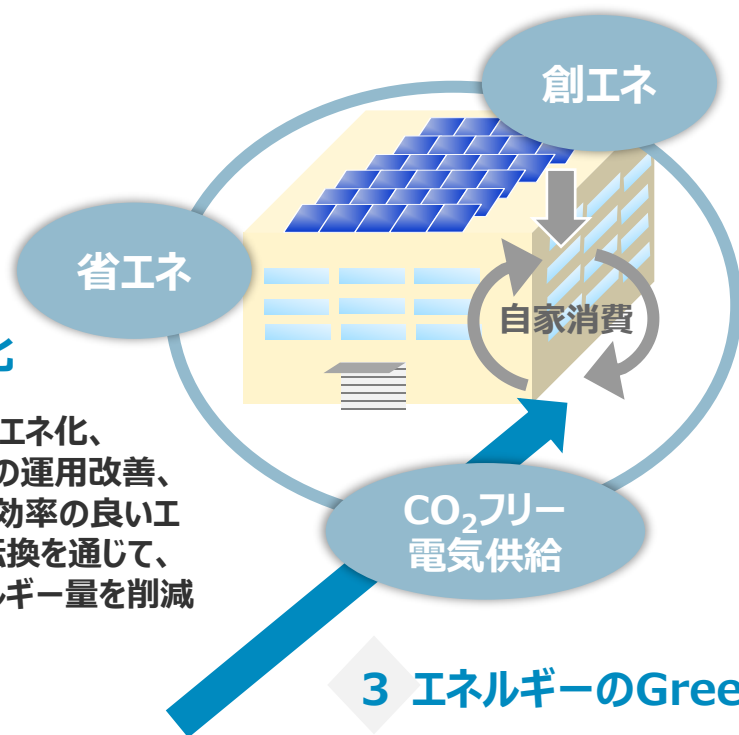 創エネ
省エネ
自家消費
化
エネ化、
の運用改善、
効率の良いエ
転換を通じて、
ルギー量を削減
CO₂フリー
電気供給
3 エネルギーのGree